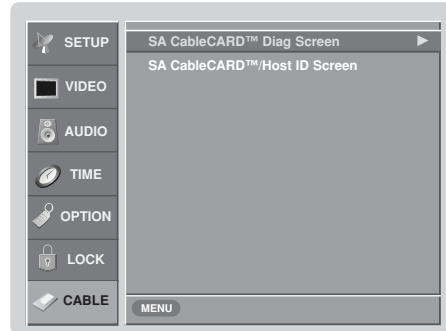 SETUP
VIDEO
AUDIO
TIME
OPTION
LOCK
CABLE
SA CableCARD™ Diag Screen
SA CableCARD™/Host ID Screen
MENU